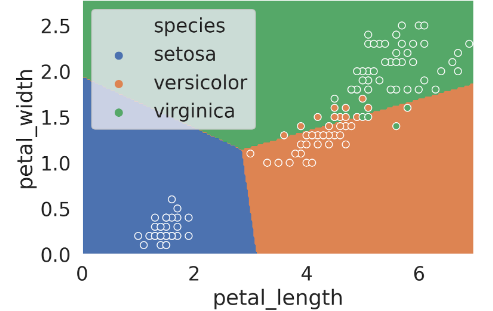 2.5
2.0
1.5
1.0
0.5
0.0
petal_width
species
setosa
versicolor
virginica
0 2 4 6
petal_length